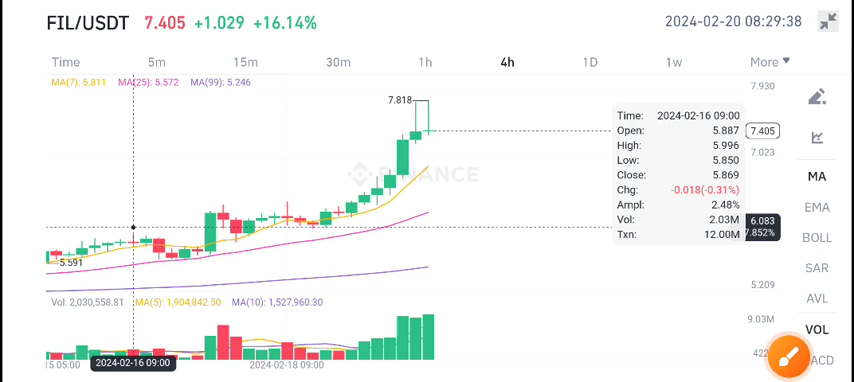 FIL/USDT 7.405 +1.029 +16.14% 2024-02-20 08:29:38
Time 5m 15m 30m 1h 4h 1D 1w More
MA(7): 5.811 MA(25): 5.572 MA(99): 5.246
7.930
7.818
Time: 2024-02-16 09:00
Open: 5.887
High: 5.996
Low: 5.850
Close: 5.869
Chg: -0.018(-0.31%)
Ampl: 2.48%
Vol: 2.03M
Txn: 12.00M
7.405
7.023
BINANCE
6.083
7.852%
5.591
5.209
MA
EMA
BOLL
SAR
AVL
VOL
Vol: 2,030,558.81 MA(5): 1,904,842.50 MA(10): 1,527,960.30
9.03M
15 05:00
2024-02-16 09:00
2024-02-18 09:00